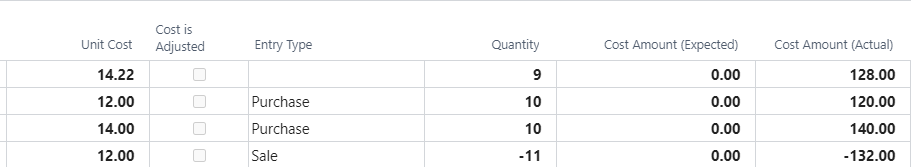 Unit Cost Cost is Adjusted Entry Type Quantity Cost Amount (Expected) Cost Amount (Actual)
14.22 9 0.00 128.00
12.00 Purchase 10 0.00 120.00
14.00 Purchase 10 0.00 140.00
12.00 Sale -11 0.00 -132.00